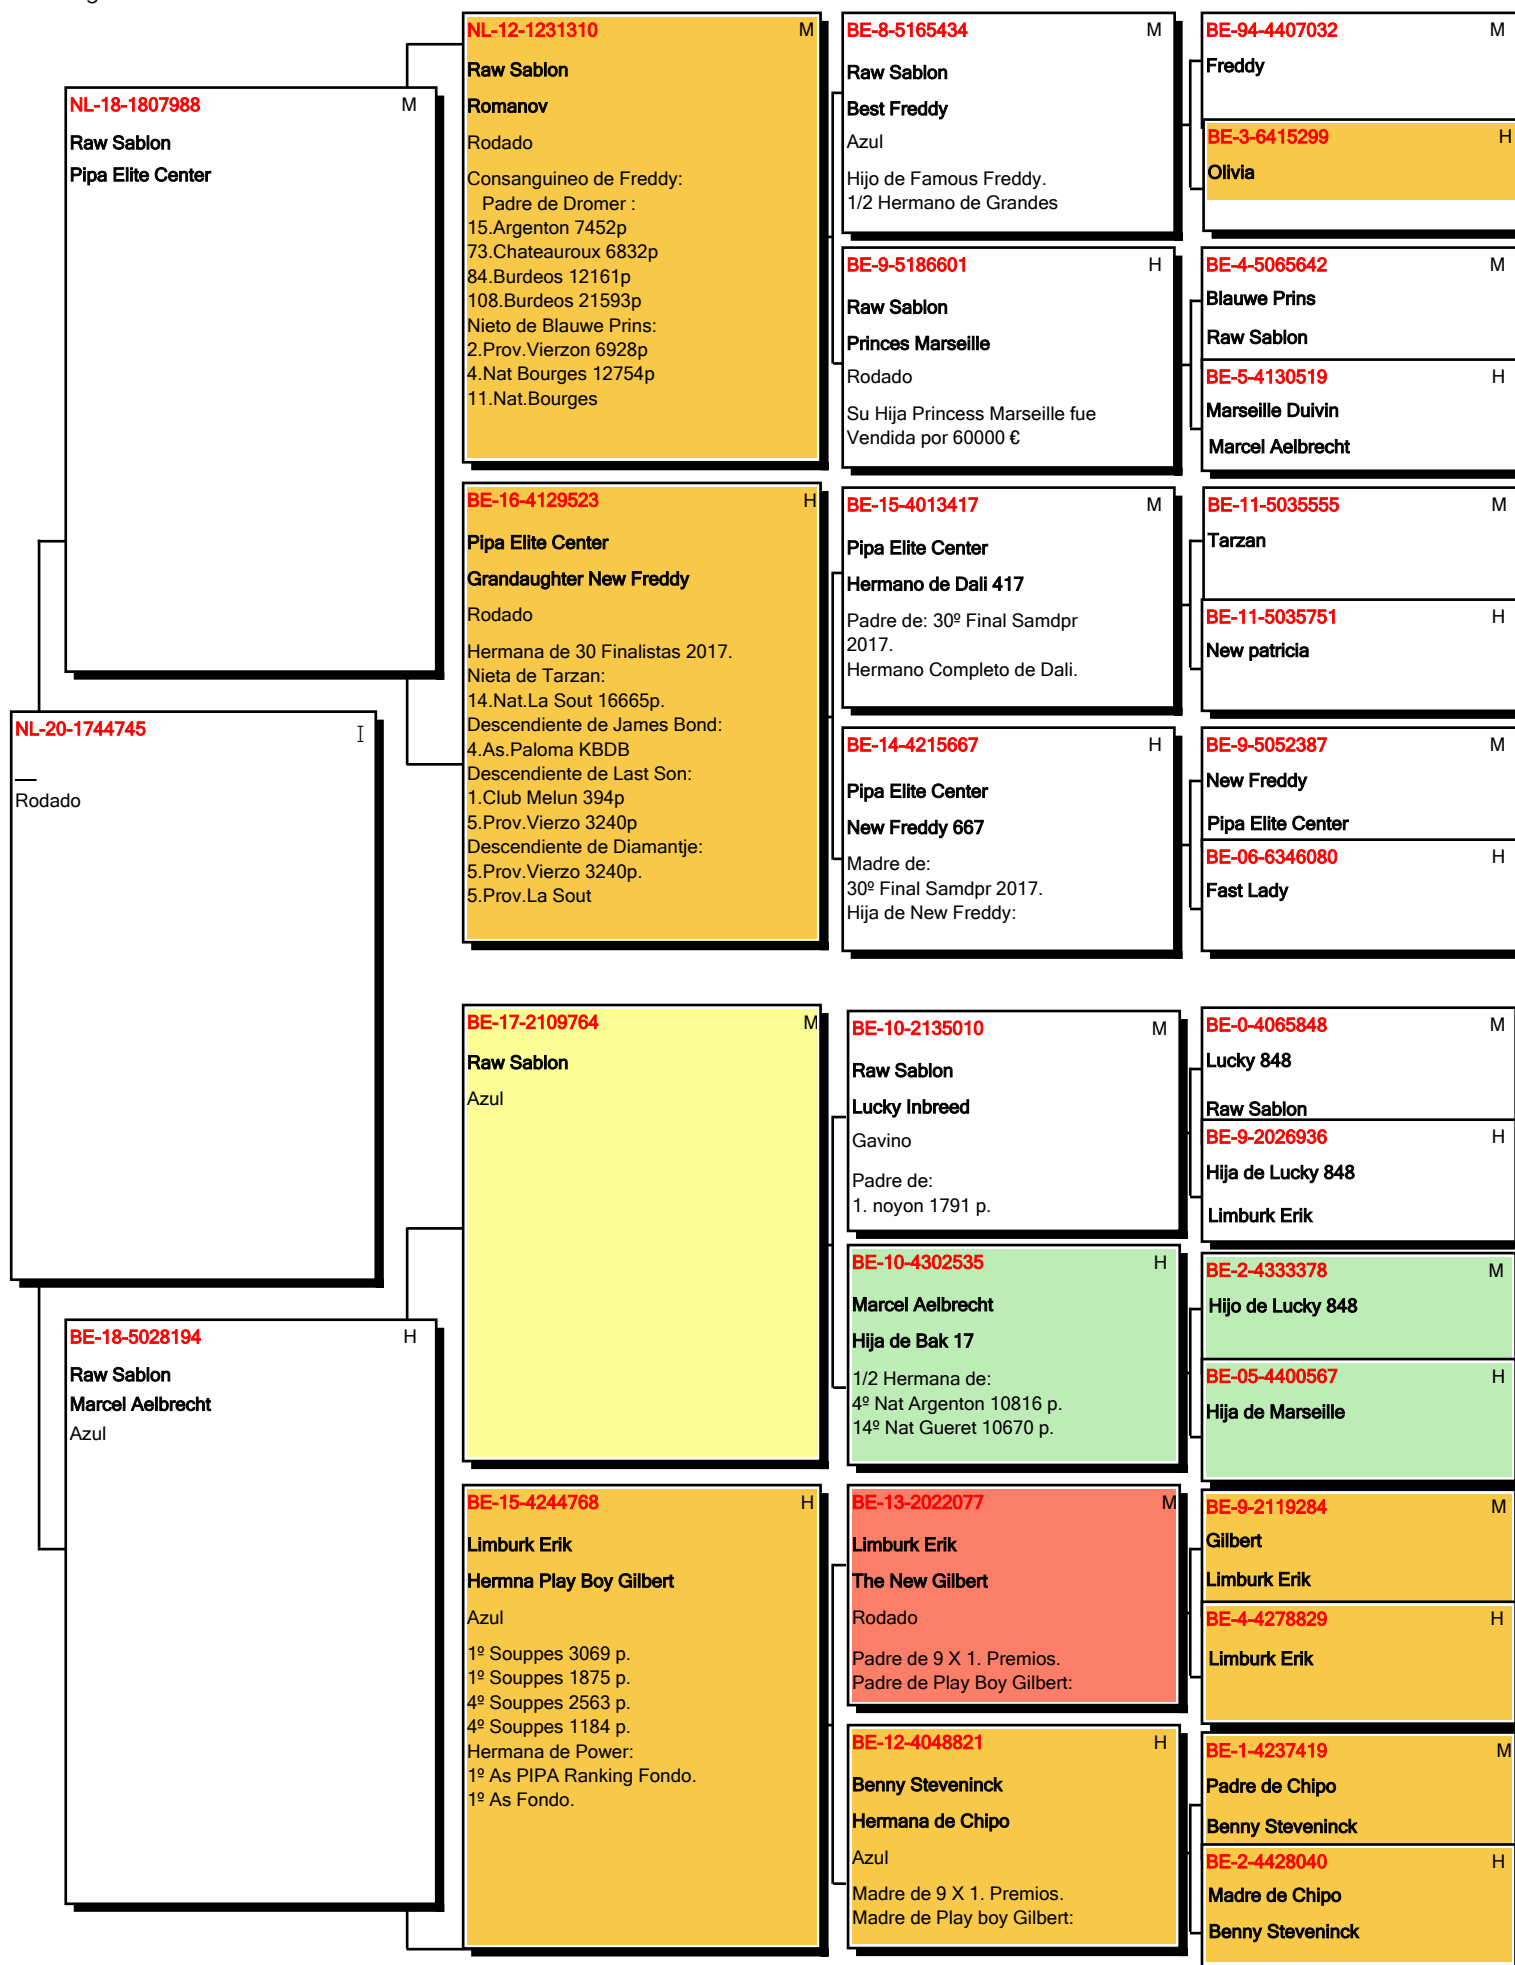 NL-20-1744745 I
Rodado
NL-18-1807988 M
Raw Sablon
Pipa Elite Center
BE-18-5028194 H
Raw Sablon
Marcel Aelbrecht
Azul
NL-12-1231310 M
Raw Sablon
Romanov
Rodado
Consanguineo de Freddy:
Padre de Dromer :
15.Argenton 7452p
73.Chateauroux 6832p
84.Burdeos 12161p
108.Burdeos 21593p
Nieto de Blauwe Prins:
2.Prov.Vierzon 6928p
4.Nat Bourges 12754p
11.Nat.Bourges
BE-16-4129523 H
Pipa Elite Center
Grandaughter New Freddy
Rodado
Hermana de 30 Finalistas 2017.
Nieta de Tarzan:
14.Nat.La Sout 16665p.
Descendiente de James Bond:
4.As.Paloma KBDB
Descendiente de Last Son:
1.Club Melun 394p
5.Prov.Vierzo 3240p
Descendiente de Diamantje:
5.Prov.Vierzo 3240p.
5.Prov.La Sout
BE-17-2109764 M
Raw Sablon
Azul
BE-15-4244768 H
Limburk Erik
Hermna Play Boy Gilbert
Azul
1º Souppes 3069 p.
1º Souppes 1875 p.
4º Souppes 2563 p.
4º Souppes 1184 p.
Hermana de Power:
1º As PIPA Ranking Fondo.
1º As Fondo.
BE-8-5165434 M
Raw Sablon
Best Freddy
Azul
Hijo de Famous Freddy.
1/2 Hermano de Grandes
BE-9-5186601 H
Raw Sablon
Princes Marseille
Rodado
Su Hija Princess Marseille fue
Vendida por 60000 €
BE-15-4013417 M
Pipa Elite Center
Hermano de Dali 417
Padre de: 30º Final Samdpr
2017.
Hermano Completo de Dali.
BE-14-4215667 H
Pipa Elite Center
New Freddy 667
Madre de:
30º Final Samdpr 2017.
Hija de New Freddy:
BE-10-2135010 M
Raw Sablon
Lucky Inbreed
Gavino
Padre de:
1. noyon 1791 p.
BE-10-4302535 H
Marcel Aelbrecht
Hija de Bak 17
1/2 Hermana de:
4º Nat Argenton 10816 p.
14º Nat Gueret 10670 p.
BE-13-2022077 M
Limburk Erik
The New Gilbert
Rodado
Padre de 9 X 1. Premios.
Padre de Play Boy Gilbert:
BE-12-4048821 H
Benny Steveninck
Hermana de Chipo
Azul
Madre de 9 X 1. Premios.
Madre de Play boy Gilbert:
BE-94-4407032 M
Freddy
BE-3-6415299 H
Olivia
BE-4-5065642 M
Blauwe Prins
Raw Sablon
BE-5-4130519 H
Marseille Duivin
Marcel Aelbrecht
BE-11-5035555 M
Tarzan
BE-11-5035751 H
New patricia
BE-9-5052387 M
New Freddy
Pipa Elite Center
BE-06-6346080 H
Fast Lady
BE-0-4065848 M
Lucky 848
Raw Sablon
BE-9-2026936 H
Hija de Lucky 848
Limburk Erik
BE-2-4333378 M
Hijo de Lucky 848
BE-05-4400567 H
Hija de Marseille
BE-9-2119284 M
Gilbert
Limburk Erik
BE-4-4278829 H
Limburk Erik
BE-1-4237419 M
Padre de Chipo
Benny Steveninck
BE-2-4428040 H
Madre de Chipo
Benny Steveninck